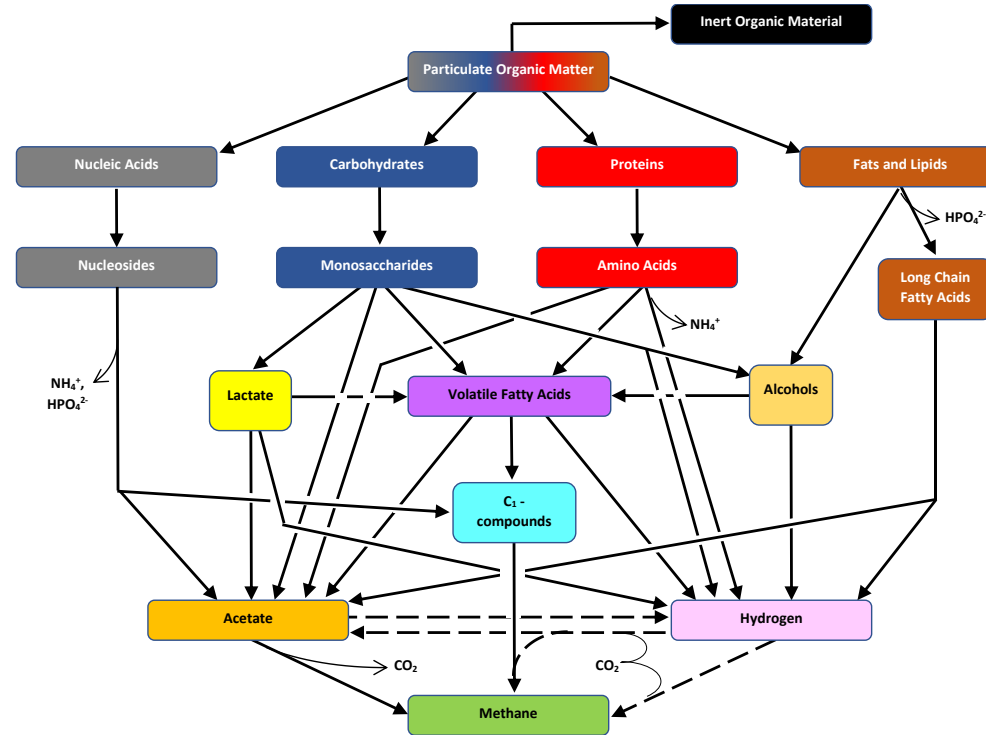 Inert Organic Material
Particulate Organic Matter
Nucleic Acids
Carbohydrates
Proteins
Fats and Lipids
HPO₄²⁻
Nucleosides
Monosaccharides
Amino Acids
Long Chain
Fatty Acids
NH₄⁺
NH₄⁺,
HPO₄²⁻
Lactate
Volatile Fatty Acids
Alcohols
C₁ -
compounds
Acetate
Hydrogen
CO₂
CO₂
Methane